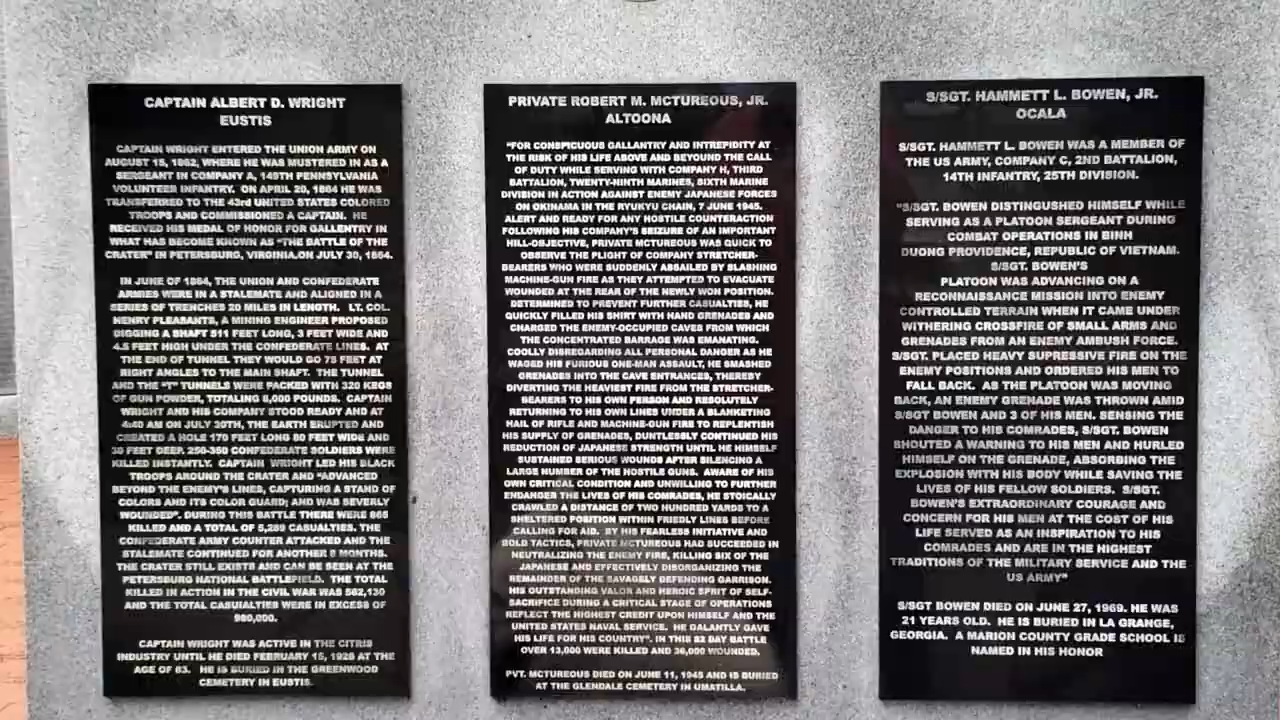 CAPTAIN ALBERT D. WRIGHT
EUSTIS
CAPTAIN WRIGHT ENTERED THE UNION ARMY ON
AUGUST 15, 1862, WHERE HE WAS MUSTERED IN AS A
SERGEANT IN COMPANY A, 149TH PENNSYLVANIA
VOLUNTEER INFANTRY. ON APRIL 20, 1864 HE WAS
TRANSFERRED TO THE 43rd UNITED STATES COLORED
TROOPS AND COMMISSIONED A CAPTAIN. HE
RECEIVED HIS MEDAL OF HONOR FOR GALLENTRY IN
WHAT HAS BECOME KNOWN AS "THE BATTLE OF THE
CRATER" IN PETERSBURG, VIRGINIA.ON JULY 30, 1864.
IN JUNE OF 1864, THE UNION AND CONFEDERATE
ARMIES WERE IN A STALEMATE AND ALIGNED IN A
SERIES OF TRENCHES 20 MILES IN LENGTH. LT. COL.
HENRY PLEASANTS, A MINING ENGINEER PROPOSED
DIGGING A SHAFT 511 FEET LONG, 3 FEET WIDE AND
4.5 FEET HIGH UNDER THE CONFEDERATE LINES. AT
THE END OF TUNNEL THEY WOULD GO 75 FEET AT
RIGHT ANGLES TO THE MAIN SHAFT. THE TUNNEL
AND THE "T" TUNNELS WERE PACKED WITH 320 KEGS
OF GUN POWDER, TOTALING 8,000 POUNDS. CAPTAIN
WRIGHT AND HIS COMPANY STOOD READY AND AT
4:40 AM ON JULY 30TH, THE EARTH ERUPTED AND
CREATED A HOLE 170 FEET LONG 80 FEET WIDE AND
30 FEET DEEP. 250-350 CONFEDERATE SOLDIERS WERE
KILLED INSTANTLY. CAPTAIN WRIGHT LED HIS BLACK
TROOPS AROUND THE CRATER AND "ADVANCED
BEYOND THE ENEMY'S LINES, CAPTURING A STAND OF
COLORS AND ITS COLOR GUARD; AND WAS SEVERLY
WOUNDED". DURING THIS BATTLE THERE WERE 865
KILLED AND A TOTAL OF 5,289 CASUALTIES. THE
CONFEDERATE ARMY COUNTER ATTACKED AND THE
STALEMATE CONTINUED FOR ANOTHER 8 MONTHS.
THE CRATER STILL EXISTS AND CAN BE SEEN AT THE
PETERSBURG NATIONAL BATTLEFIELD. THE TOTAL
KILLED IN ACTION IN THE CIVIL WAR WAS 562,130
AND THE TOTAL CASUALTIES WERE IN EXCESS OF
980,000.
CAPTAIN WRIGHT WAS ACTIVE IN THE CITRIS
INDUSTRY UNTIL HE DIED FEBRUARY 15, 1926 AT THE
AGE OF 83. HE IS BURIED IN THE GREENWOOD
CEMETERY IN EUSTIS.
PRIVATE ROBERT M. MCTUREOUS, JR.
ALTOONA
"FOR CONSPICUOUS GALLANTRY AND INTREPIDITY AT
THE RISK OF HIS LIFE ABOVE AND BEYOUND THE CALL
OF DUTY WHILE SERVING WITH COMPANY H, THIRD
BATTALION, TWENTY-NINTH MARINES, SIXTH MARINE
DIVISION IN ACTION AGAINST ENEMY JAPANESE FORCES
ON OKINAWA IN THE RYUKYU CHAIN, 7 JUNE 1945.
ALERT AND READY FOR ANY HOSTILE COUNTERACTION
FOLLOWING HIS COMPANY'S SEIZURE OF AN IMPORTANT
HILL-OBJECTIVE, PRIVATE MCTUREOUS WAS QUICK TO
OBSERVE THE PLIGHT OF COMPANY STRETCHER-
BEARERS WHO WERE SUDDENLY ASSAILED BY SLASHING
MACHINE-GUN FIRE AS THEY ATTEMPTED TO EVACUATE
WOUNDED AT THE REAR OF THE NEWLY WON POSITION.
DETERMINED TO PREVENT FURTHER CASUALTIES, HE
QUICKLY FILLED HIS SHIRT WITH HAND GRENADES AND
CHARGED THE ENEMY-OCCUPIED CAVES FROM WHICH
THE CONCENTRATED BARRAGE WAS EMANATING.
COOLLY DISREGARDING ALL PERSONAL DANGER AS HE
WAGED HIS FURIOUS ONE-MAN ASSAULT, HE SMASHED
GRENADES INTO THE CAVE ENTRANCES, THEREBY
DIVERTING THE HEAVIEST FIRE FROM THE STRETCHER-
BEARERS TO HIS OWN PERSON AND RESOLUTELY
RETURNING TO HIS OWN LINES UNDER A BLANKETING
HAIL OF RIFLE AND MACHINE-GUN FIRE TO REPLENTISH
HIS SUPPLY OF GRENADES, DUNTLESSLY CONTINUED HIS
REDUCTION OF JAPANESE STRENGTH UNTIL HE HIMSELF
SUSTAINED SERIOUS WOUNDS AFTER SILENCING A
LARGE NUMBER OF THE HOSTILE GUNS. AWARE OF HIS
OWN CRITICAL CONDITION AND UNWILLING TO FURTHER
ENDANGER THE LIVES OF HIS COMRADES, HE STOICALLY
CRAWLED A DISTANCE OF TWO HUNDRED YARDS TO A
SHELTERED POSITION WITHIN FRIEDLY LINES BEFORE
CALLING FOR AID. BY HIS FEARLESS INITIATIVE AND
BOLD TACTICS, PRIVATE MCTUREOUS HAD SUCCEEDED IN
NEUTRALIZING THE ENEMY FIRE, KILLING SIX OF THE
JAPANESE AND EFFECTIVELY DISORGANIZING THE
REMAINDER OF THE SAVAGELY DEFENDING GARRISON.
HIS OUTSTANDING VALOR AND HEROIC SPRIT OF SELF-
SACRIFICE DURING A CRITICAL STAGE OF OPERATIONS
REFLECT THE HIGHEST CREDIT UPON HIMSELF AND THE
UNITED STATES NAVAL SERVICE. HE GALANTLY GAVE
HIS LIFE FOR HIS COUNTRY". IN THIS 82 DAY BATTLE
OVER 13,000 WERE KILLED AND 36,000 WOUNDED.
PVT. MCTUREOUS DIED ON JUNE 11, 1945 AND IS BURIED
AT THE GLENDALE CEMETERY IN UMATILLA.
S/SGT. HAMMETT L. BOWEN, JR.
OCALA
S/SGT. HAMMETT L. BOWEN WAS A MEMBER OF
THE US ARMY, COMPANY C, 2ND BATTALION,
14TH INFANTRY, 25TH DIVISION.
"S/SGT. BOWEN DISTINGUSHED HIMSELF WHILE
SERVING AS A PLATOON SERGEANT DURING
COMBAT OPERATIONS IN BINH
DUONG PROVIDENCE, REPUBLIC OF VIETNAM.
S/SGT. BOWEN'S
PLATOON WAS ADVANCING ON A
RECONNAISSANCE MISSION INTO ENEMY
CONTROLLED TERRAIN WHEN IT CAME UNDER
WITHERING CROSSFIRE OF SMALL ARMS AND
GRENADES FROM AN ENEMY AMBUSH FORCE.
S/SGT. PLACED HEAVY SUPRESSIVE FIRE ON THE
ENEMY POSITIONS AND ORDERED HIS MEN TO
FALL BACK. AS THE PLATOON WAS MOVING
BACK, AN ENEMY GRENADE WAS THROWN AMID
S/SGT BOWEN AND 3 OF HIS MEN. SENSING THE
DANGER TO HIS COMRADES, S/SGT. BOWEN
SHOUTED A WARNING TO HIS MEN AND HURLED
HIMSELF ON THE GRENADE, ABSORBING THE
EXPLOSION WITH HIS BODY WHILE SAVING THE
LIVES OF HIS FELLOW SOLDIERS. S/SGT.
BOWEN'S EXTRAORDINARY COURAGE AND
CONCERN FOR HIS MEN AT THE COST OF HIS
LIFE SERVED AS AN INSPIRATION TO HIS
COMRADES AND ARE IN THE HIGHEST
TRADITIONS OF THE MILITARY SERVICE AND THE
US ARMY"
S/SGT BOWEN DIED ON JUNE 27, 1969. HE WAS
21 YEARS OLD. HE IS BURIED IN LA GRANGE,
GEORGIA. A MARION COUNTY GRADE SCHOOL IS
NAMED IN HIS HONOR